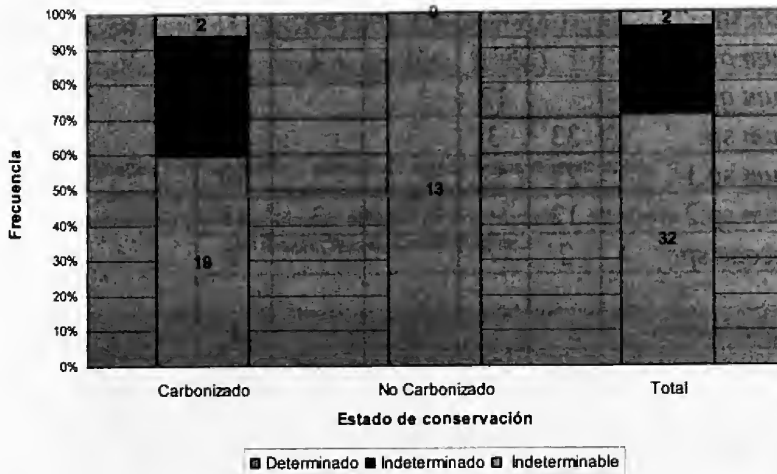 100%
90%
80%
70%
60%
50%
40%
30%
20%
10%
0%
Frecuencia
2
19
0
13
2
32
Carbonizado
No Carbonizado
Total
Estado de conservación
Determinado Indeterminado Indeterminable